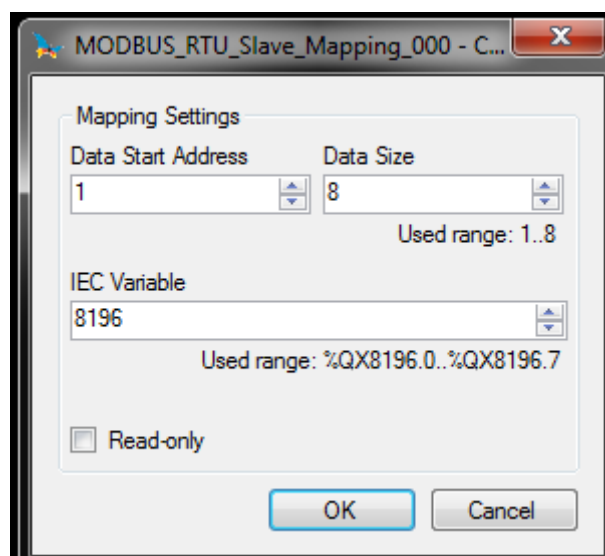 MODBUS_RTU_Slave_Mapping_000 - C...
Mapping Settings
Data Start Address Data Size
1 8
Used range: 1..8
IEC Variable
8196
Used range: %QX8196.0..%QX8196.7
Read-only
OK Cancel